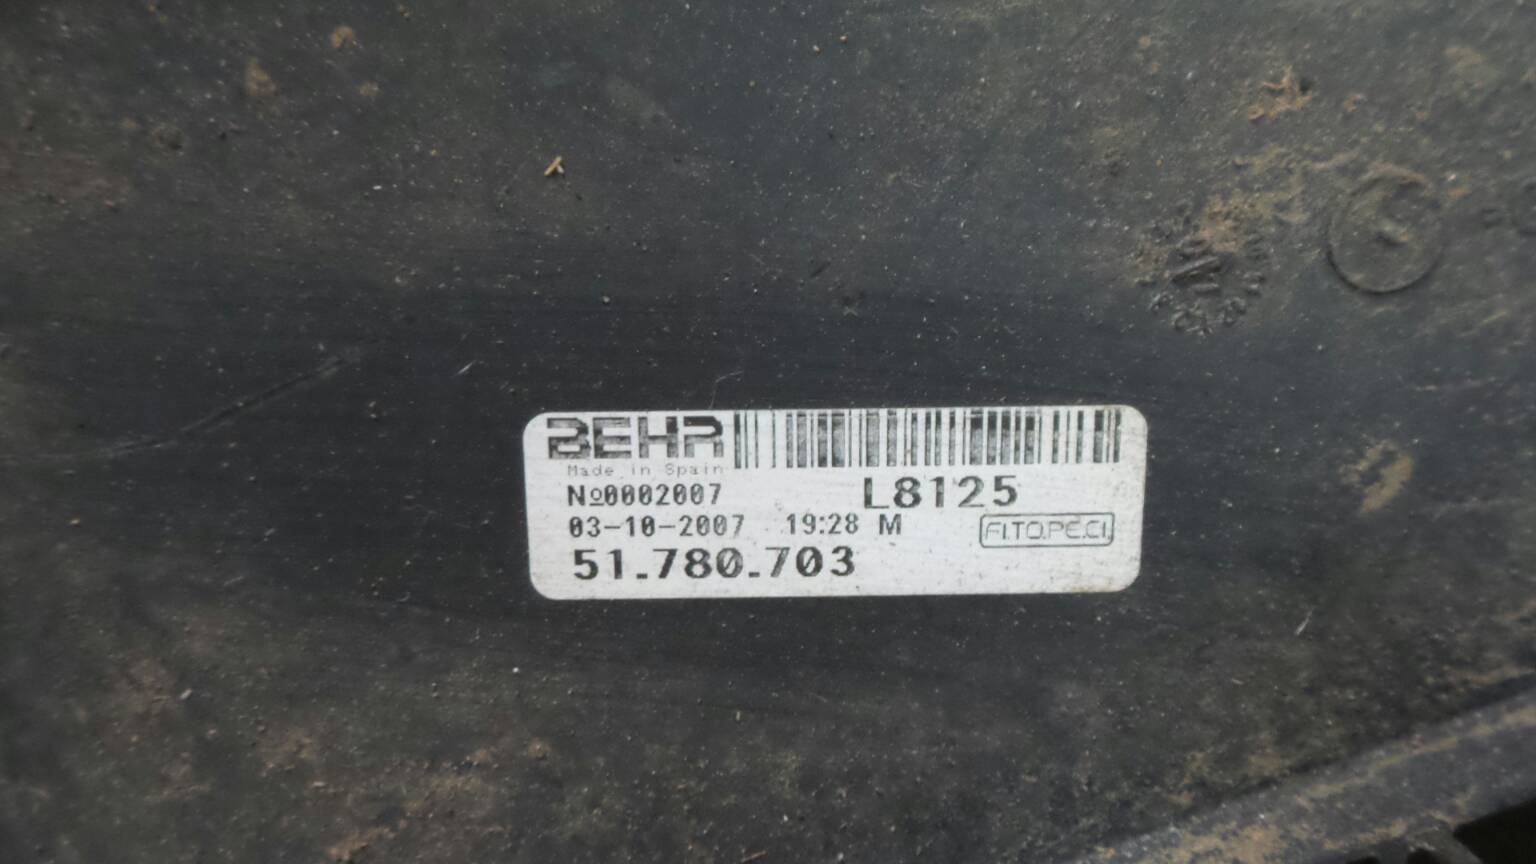 BEHR
Made in Spain
Nº0002007 L8125
03-10-2007 19:28 M FI.TO.PE.CI.
51.780.703